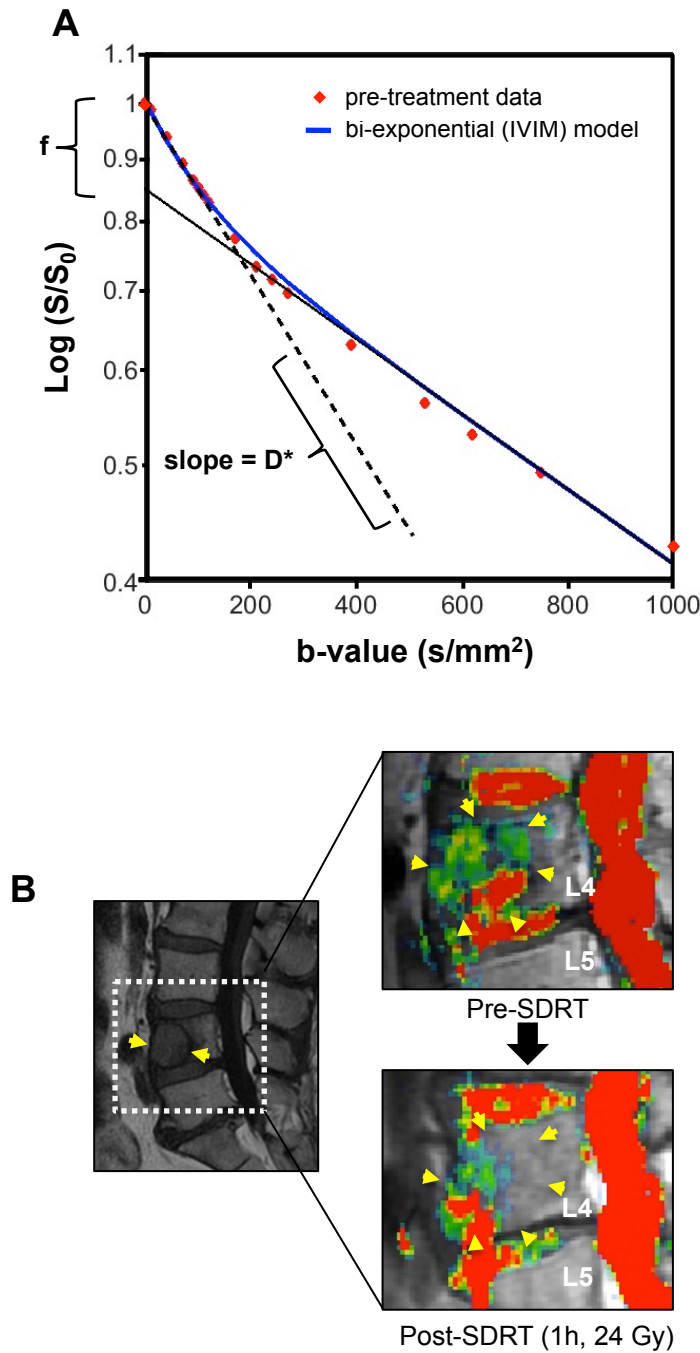 A
1.1
1
0.9
0.8
0.7
0.6
0.5
0.4
f
Log (S/S₀)
pre-treatment data
bi-exponential (IVIM) model
slope = D*
0 200 400 600 800 1000
b-value (s/mm²)
B
L4
L5
Pre-SDRT
L4
L5
Post-SDRT (1h, 24 Gy)